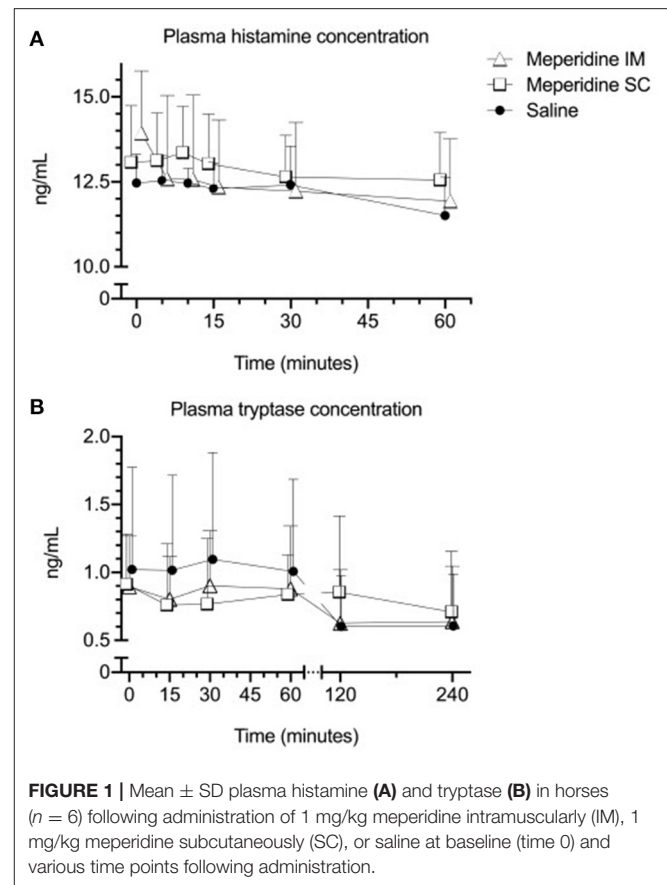 A
Plasma histamine concentration
Meperidine IM
Meperidine SC
Saline
ng/mL
15.0
12.5
10.0
0
0 15 30 45 60
Time (minutes)
B
Plasma tryptase concentration
ng/mL
2.0
1.5
1.0
0.5
0
0 15 30 45 60 120 240
Time (minutes)
FIGURE 1 | Mean ± SD plasma histamine (A) and tryptase (B) in horses
(n = 6) following administration of 1 mg/kg meperidine intramuscularly (IM), 1
mg/kg meperidine subcutaneously (SC), or saline at baseline (time 0) and
various time points following administration.